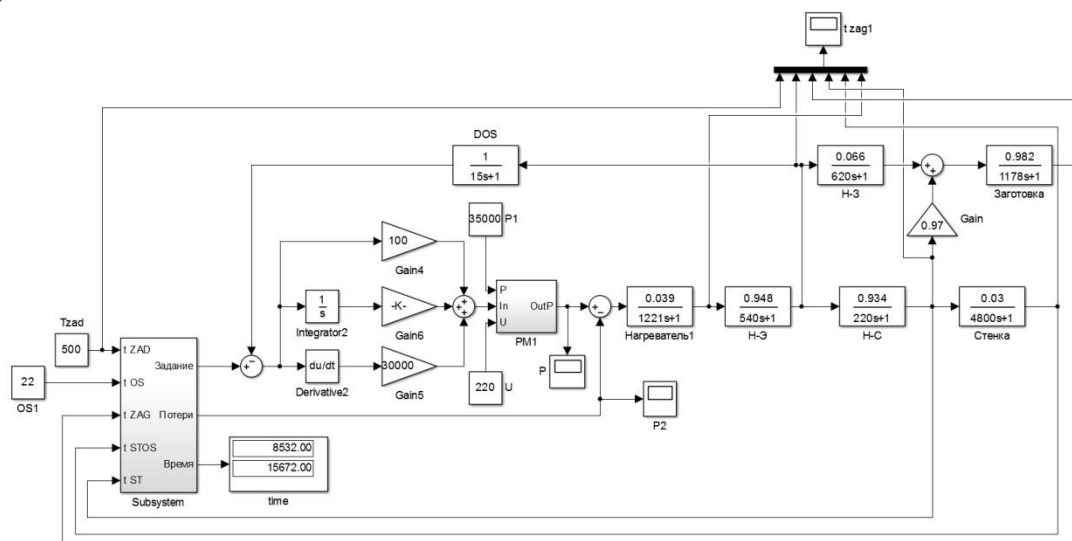 t zag1
DOS
1
15s+1
0.066
620s+1
Н-З
0.982
1178s+1
Заготовка
35000
P1
100
Gain4
0.97
Gain
1
s
Integrator2
-K-
Gain6
P
In
U
OutP
PM1
0.039
1221s+1
Нагреватель1
0.948
540s+1
Н-Э
0.934
220s+1
Н-С
0.03
4800s+1
Стенка
Tzad
500
du/dt
Derivative2
30000
Gain5
220
U
P
P2
22
OS1
t ZAD
t OS
t ZAG
t STOS
t ST
Задание
Потери
Время
Subsystem
8532.00
15672.00
time